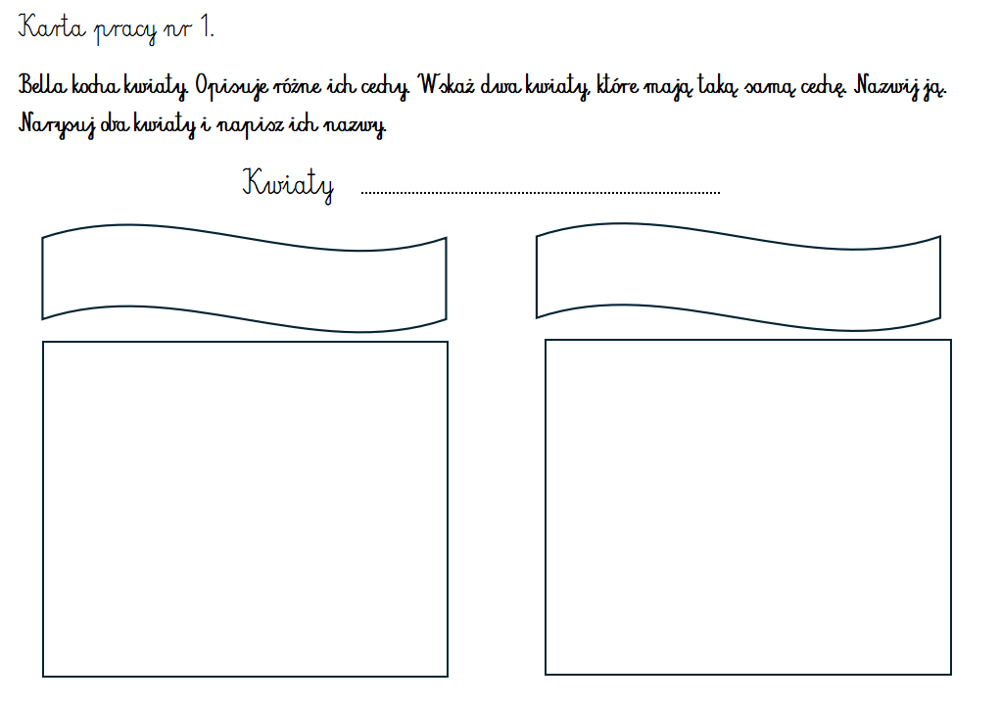 Karta pracy nr 1.
Bella kocha kwiaty. Opisuje różne ich cechy. Wskaż dwa kwiaty, które mają taką samą cechę. Nazwij ją.
Narysuj oba kwiaty i napisz ich nazwy.
Kwiaty ....................................................................